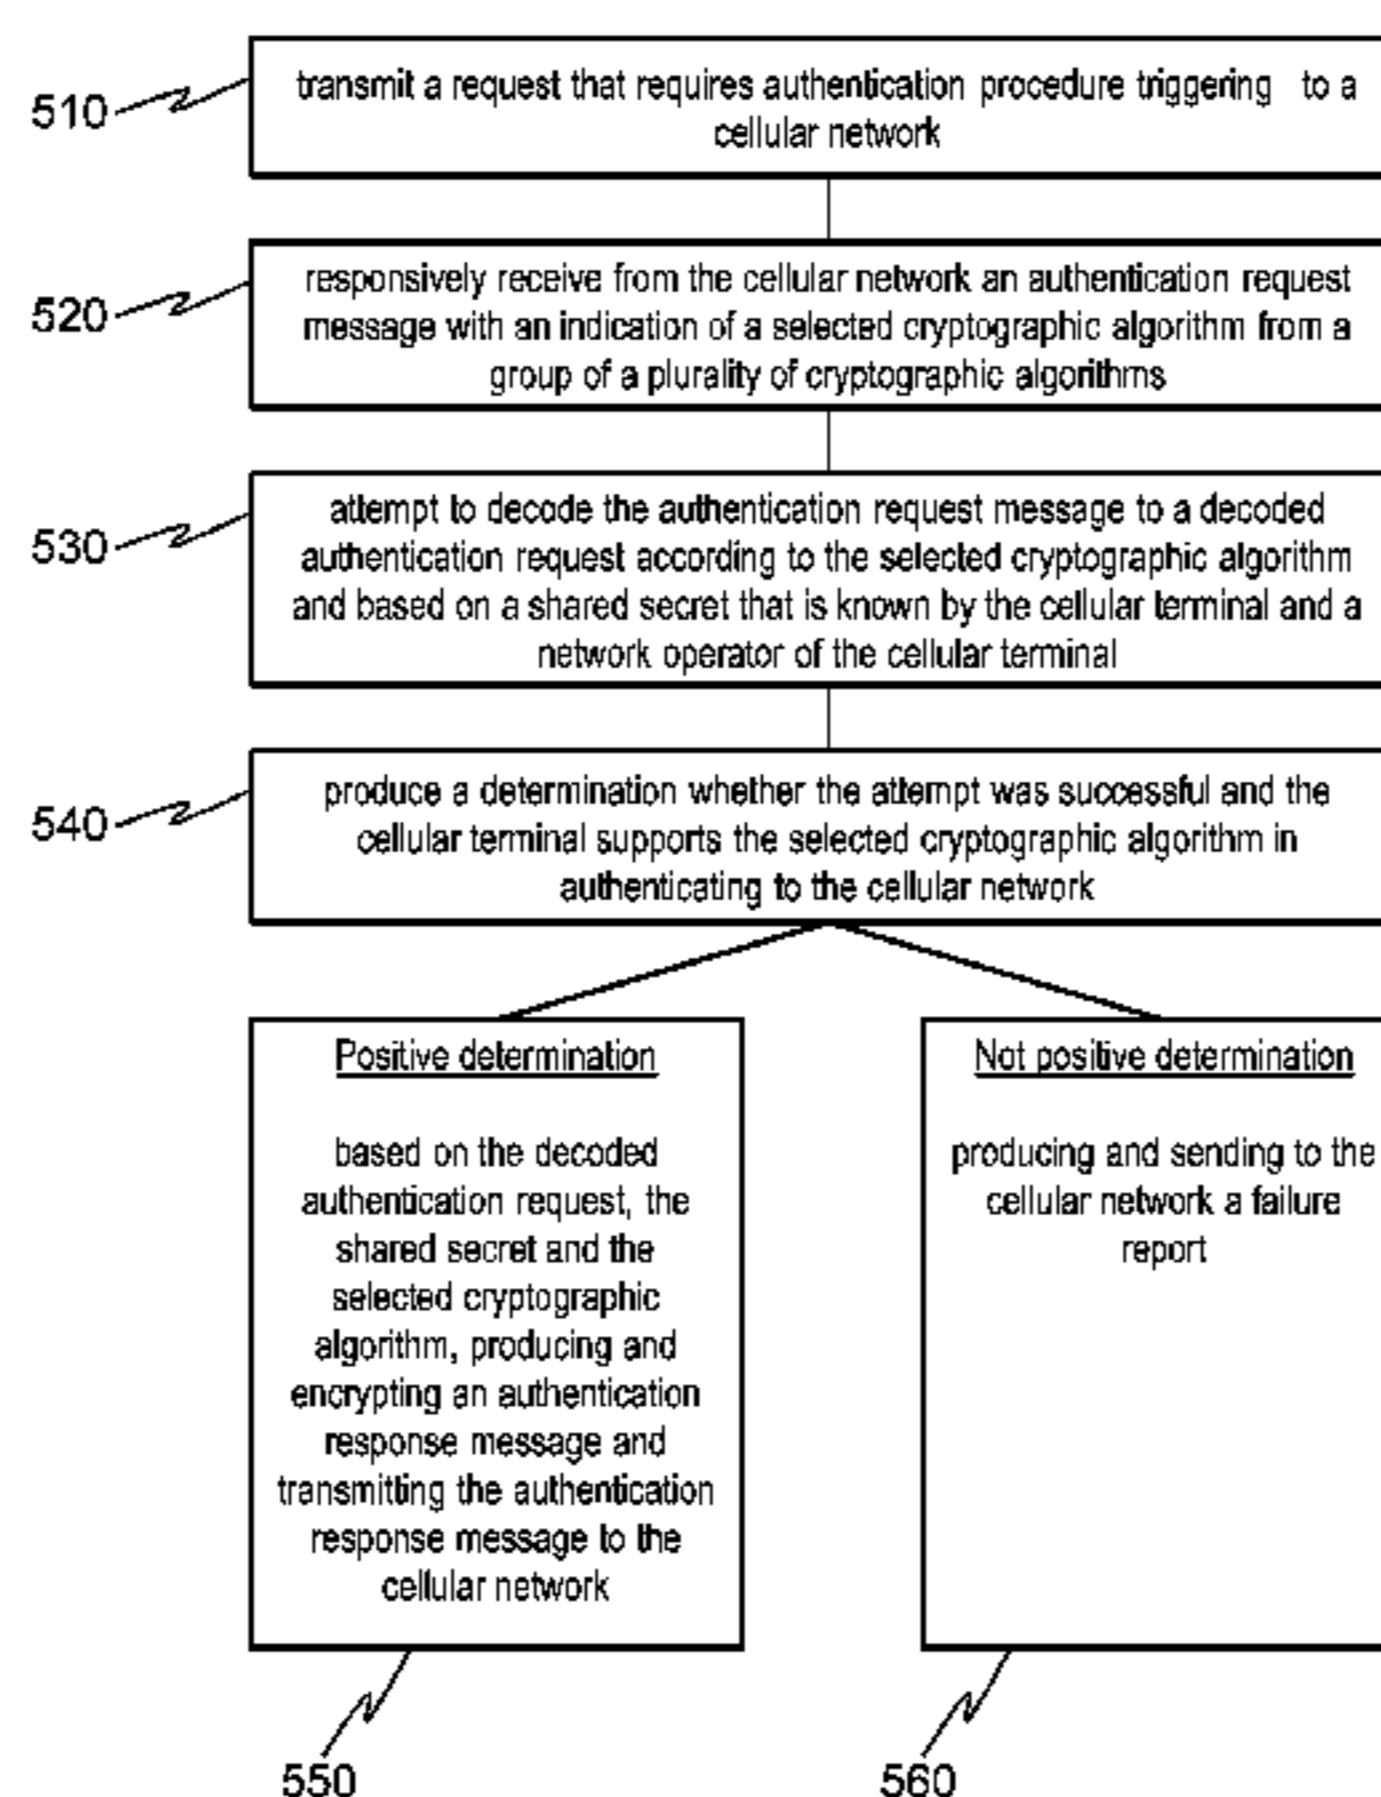 510
transmit a request that requires authentication procedure triggering to a
cellular network
520
responsively receive from the cellular network an authentication request
message with an indication of a selected cryptographic algorithm from a
group of a plurality of cryptographic algorithms
530
attempt to decode the authentication request message to a decoded
authentication request according to the selected cryptographic algorithm
and based on a shared secret that is known by the cellular terminal and a
network operator of the cellular terminal
540
produce a determination whether the attempt was successful and the
cellular terminal supports the selected cryptographic algorithm in
authenticating to the cellular network
Positive determination
based on the decoded
authentication request, the
shared secret and the
selected cryptographic
algorithm, producing and
encrypting an authentication
response message and
transmitting the authentication
response message to the
cellular network
550
Not positive determination
producing and sending to the
cellular network a failure
report
560